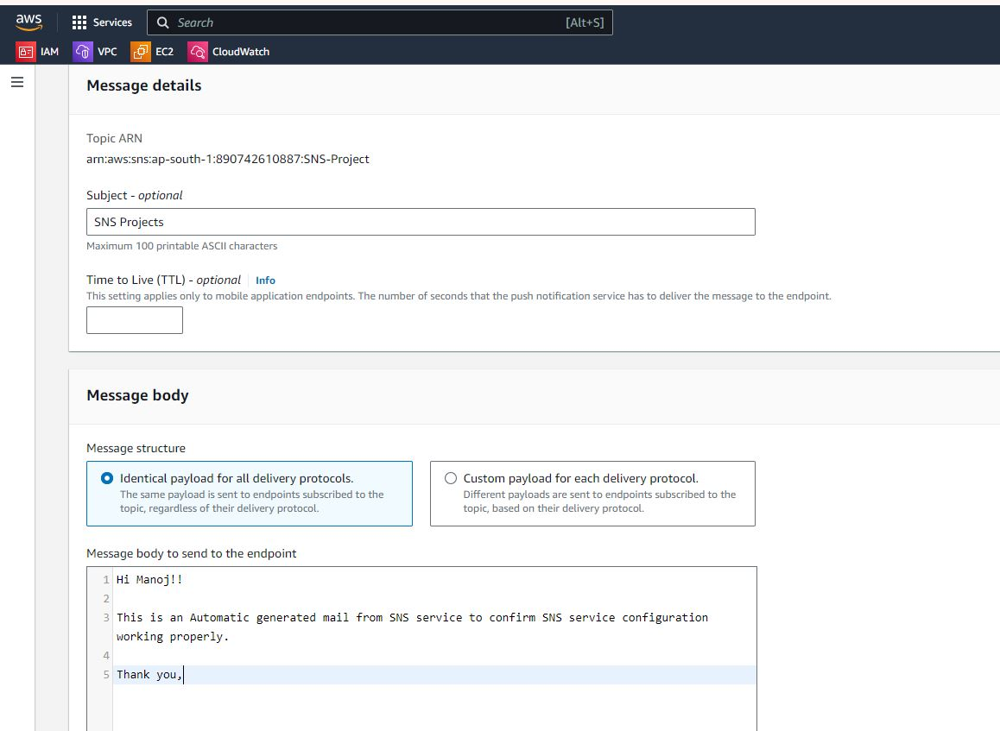 aws
Services
Search [Alt+S]
IAM VPC EC2 CloudWatch
Message details
Topic ARN
arn:aws:sns:ap-south-1:890742610887:SNS-Project
Subject - optional
SNS Projects
Maximum 100 printable ASCII characters
Time to Live (TTL) - optional Info
This setting applies only to mobile application endpoints. The number of seconds that the push notification service has to deliver the message to the endpoint.
Message body
Message structure
Identical payload for all delivery protocols.
The same payload is sent to endpoints subscribed to the
topic, regardless of their delivery protocol.
Custom payload for each delivery protocol.
Different payloads are sent to endpoints subscribed to the
topic, based on their delivery protocol.
Message body to send to the endpoint
1 Hi Manoj!!
2
3 This is an Automatic generated mail from SNS service to confirm SNS service configuration
working properly.
4
5 Thank you,